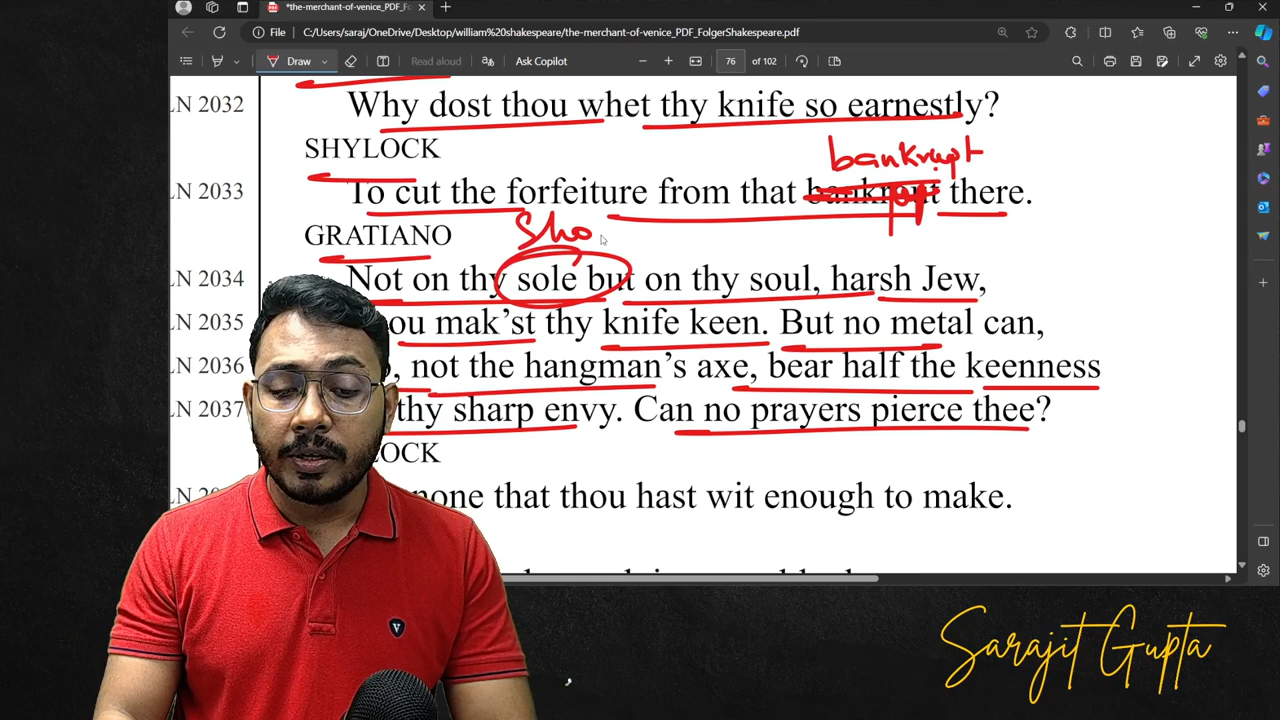 *the-merchant-of-venice_PDF_Fo
File C:/Users/saraj/OneDrive/Desktop/william%20shakespeare/the-merchant-of-venice_PDF_FolgerShakespeare.pdf
Draw Read aloud Ask Copilot 76 of 102
LN 2032 Why dost thou whet thy knife so earnestly?
SHYLOCK
bankrupt
LN 2033 To cut the forfeiture from that there.
GRATIANO
Sho
LN 2034 Not on thy sole but on thy soul, harsh Jew,
LN 2035 ou mak’st thy knife keen. But no metal can,
LN 2036 , not the hangman’s axe, bear half the keenness
LN 2037 thy sharp envy. Can no prayers pierce thee?
LOCK
none that thou hast wit enough to make.
Sarajit Gupta